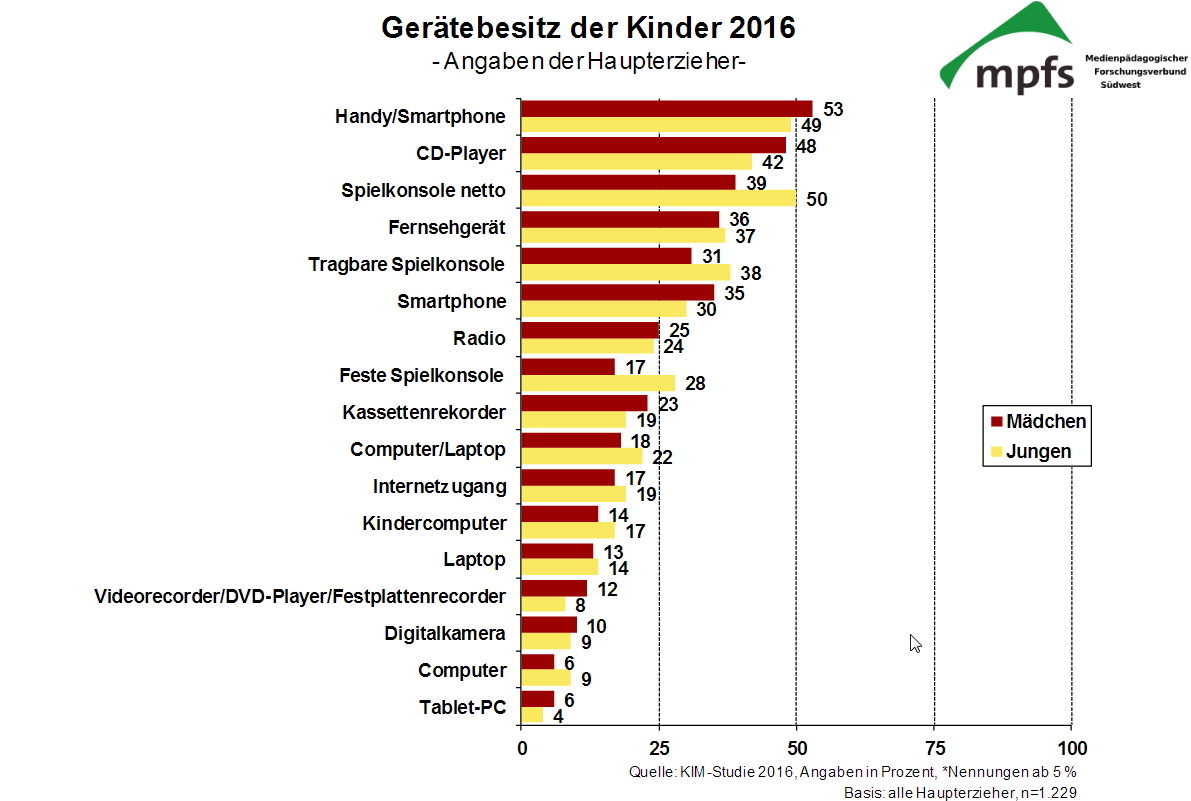 Gerätebesitz der Kinder 2016
- Angaben der Haupterzieher-
mpfs
Medienpädagogischer
Forschungsverbund
Südwest
Handy/Smartphone 53
49
CD-Player 48
42
Spielkonsole netto 39
50
Fernsehgerät 36
37
Tragbare Spielkonsole 31
38
Smartphone 35
30
Radio 25
24
Feste Spielkonsole 17
28
Kassettenrekorder 23
19
Computer/Laptop 18
22
Internetzugang 17
19
Kindercomputer 14
17
Laptop 13
14
Videorecorder/DVD-Player/Festplattenrecorder 12
8
Digitalkamera 10
9
Computer 6
9
Tablet-PC 6
4
Mädchen
Jungen
0 25 50 75 100
Quelle: KIM-Studie 2016, Angaben in Prozent, *Nennungen ab 5 %
Basis: alle Haupterzieher, n=1.229